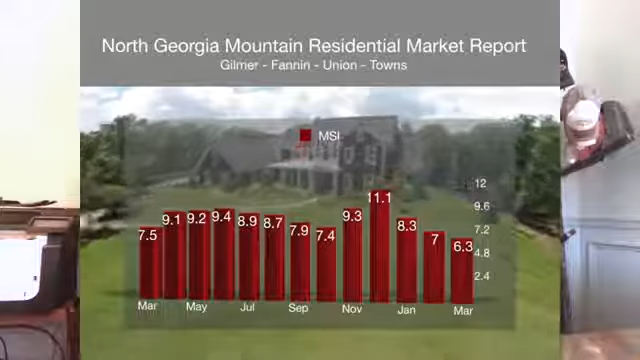 North Georgia Mountain Residential Market Report
Gilmer - Fannin - Union - Towns
MSI
12
9.6
7.2
4.8
2.4
7.5
9.1
9.2
9.4
8.9
8.7
7.9
7.4
9.3
11.1
8.3
7
6.3
Mar
May
Jul
Sep
Nov
Jan
Mar